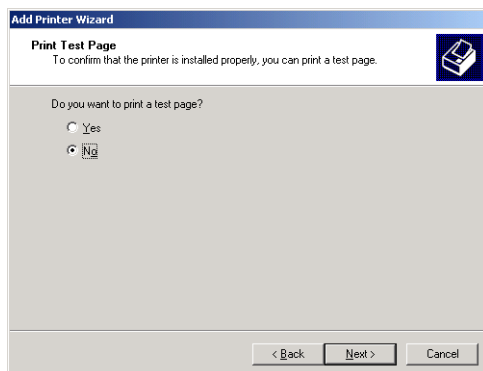 Add Printer Wizard
Print Test Page
To confirm that the printer is installed properly, you can print a test page.
Do you want to print a test page?
Yes
No
< Back
Next >
Cancel